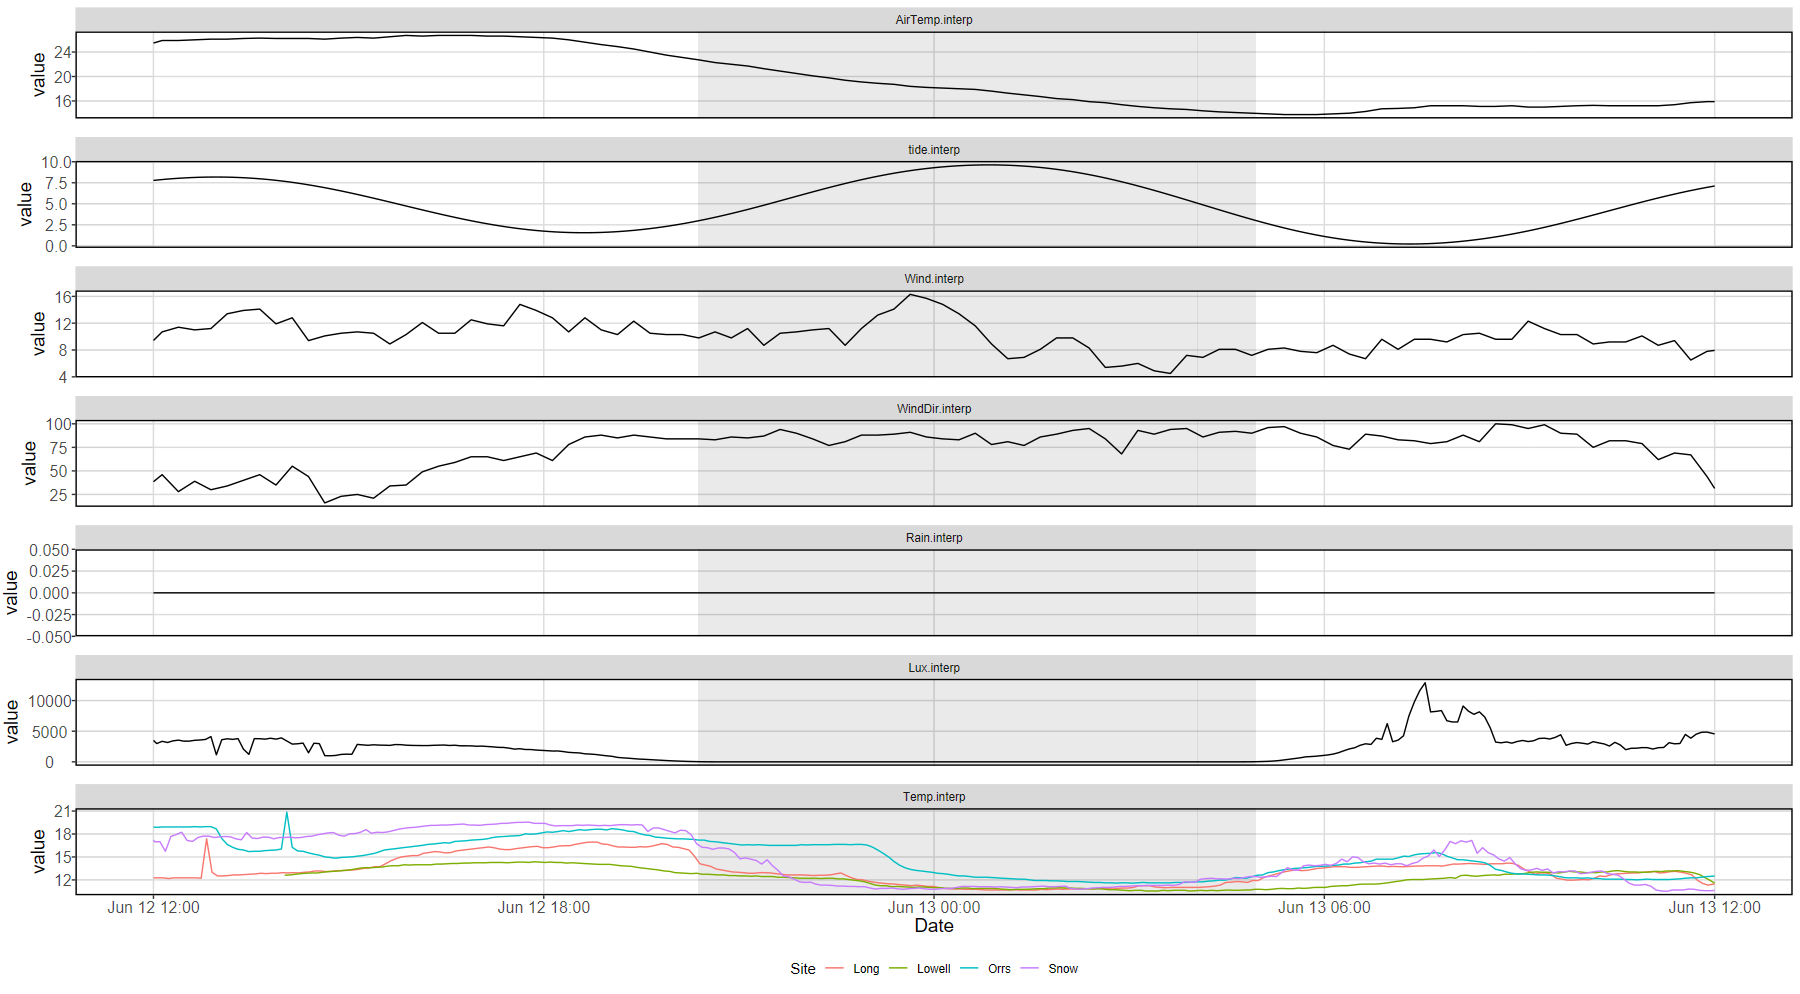 AirTemp.interp
value
24
20
16
tide.interp
value
10.0
7.5
5.0
2.5
0.0
Wind.interp
value
16
12
8
4
WindDir.interp
value
100
75
50
25
Rain.interp
value
0.050
0.025
0.000
-0.025
-0.050
Lux.interp
value
10000
5000
0
Temp.interp
value
21
18
15
12
Jun 12 12:00 Jun 12 18:00 Jun 13 00:00 Jun 13 06:00 Jun 13 12:00
Date
Site Long Lowell Orrs Snow